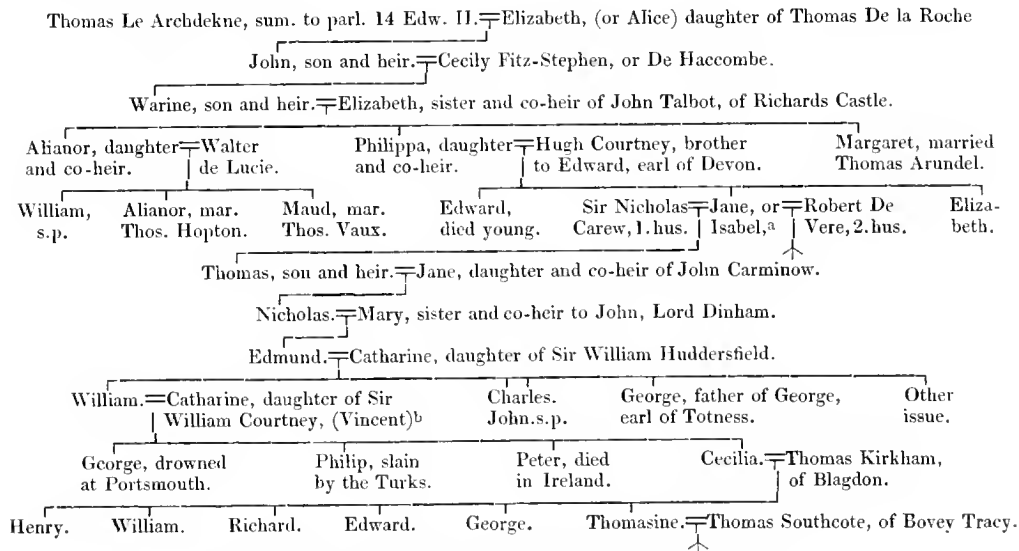 Thomas Le Archdekne, sum. to parl. 14 Edw. II.=Elizabeth, (or Alice) daughter of Thomas De la Roche
John, son and heir.=Cecily Fitz-Stephen, or De Haccombe.
Warine, son and heir.=Elizabeth, sister and co-heir of John Talbot, of Richards Castle.
Alianor, daughter=Walter Philippa, daughter=Hugh Courtney, brother Margaret, married
and co-heir. de Lucie. and co-heir. to Edward, earl of Devon. Thomas Arundel.
William, Alianor, mar. Maud, mar. Edward, Sir Nicholas=Jane, or=Robert De Eliza-
s.p. Thos. Hopton. Thos. Vaux. died young. Carew, 1. hus. Isabel,ᵃ Vere, 2. hus. beth.
Thomas, son and heir.=Jane, daughter and co-heir of John Carminow.
Nicholas.=Mary, sister and co-heir to John, Lord Dinham.
Edmund.=Catharine, daughter of Sir William Huddersfield.
William.=Catharine, daughter of Sir Charles. George, father of George, Other
William Courtney, (Vincent)ᵇ John.s.p. earl of Totness. issue.
George, drowned Philip, slain Peter, died Cecilia.=Thomas Kirkham,
at Portsmouth. by the Turks. in Ireland. of Blagdon.
Henry. William. Richard. Edward. George. Thomasine.=Thomas Southcote, of Bovey Tracy.